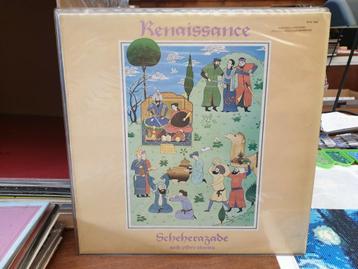 Renaissance
Scheherazade
and other stories